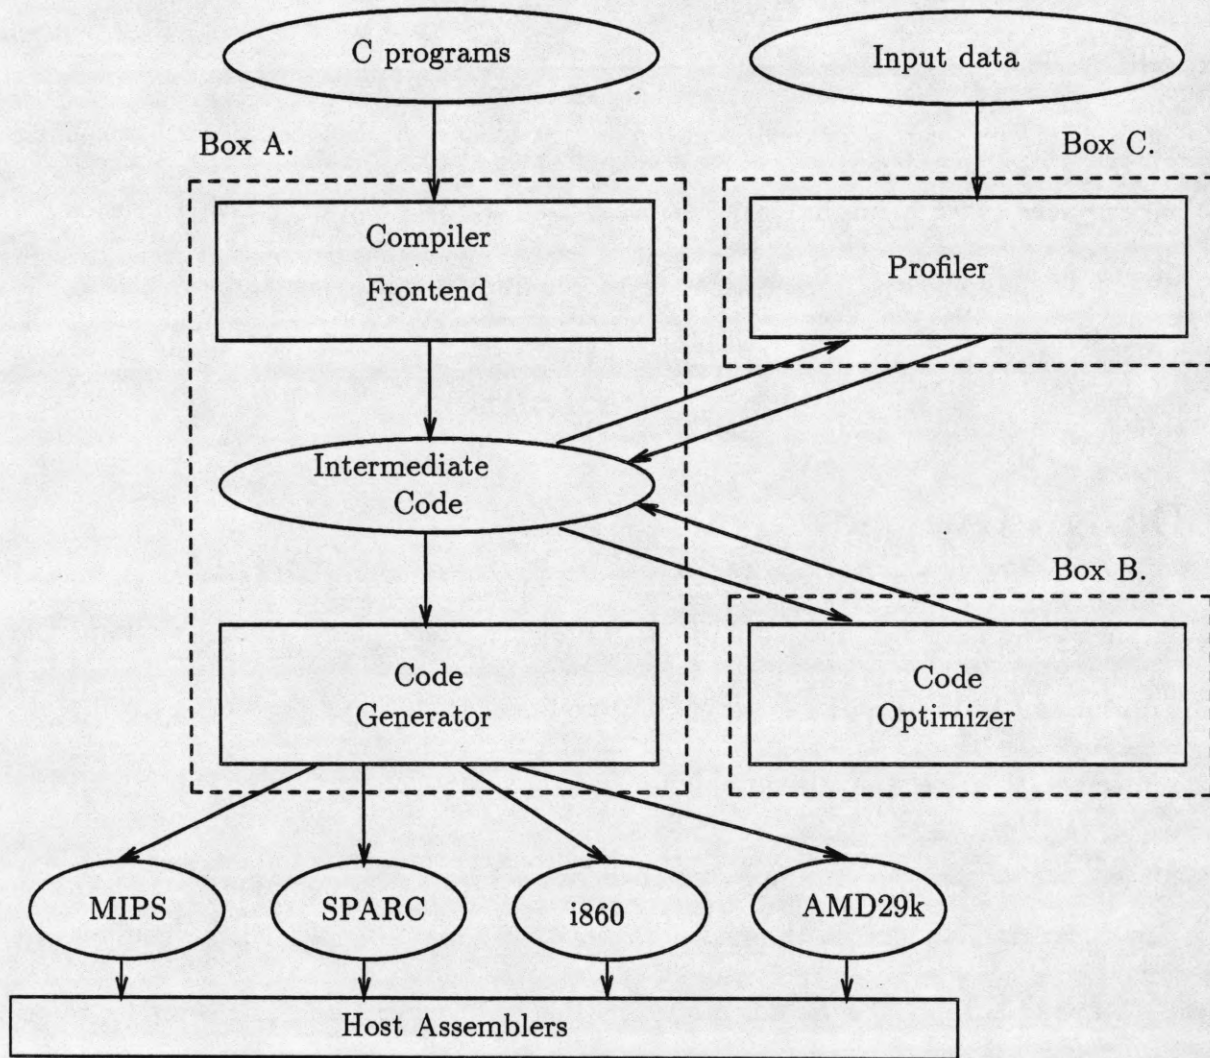 C programs
Input data
Box A.
Box C.
Compiler
Frontend
Profiler
Intermediate
Code
Box B.
Code
Generator
Code
Optimizer
MIPS
SPARC
i860
AMD29k
Host Assemblers